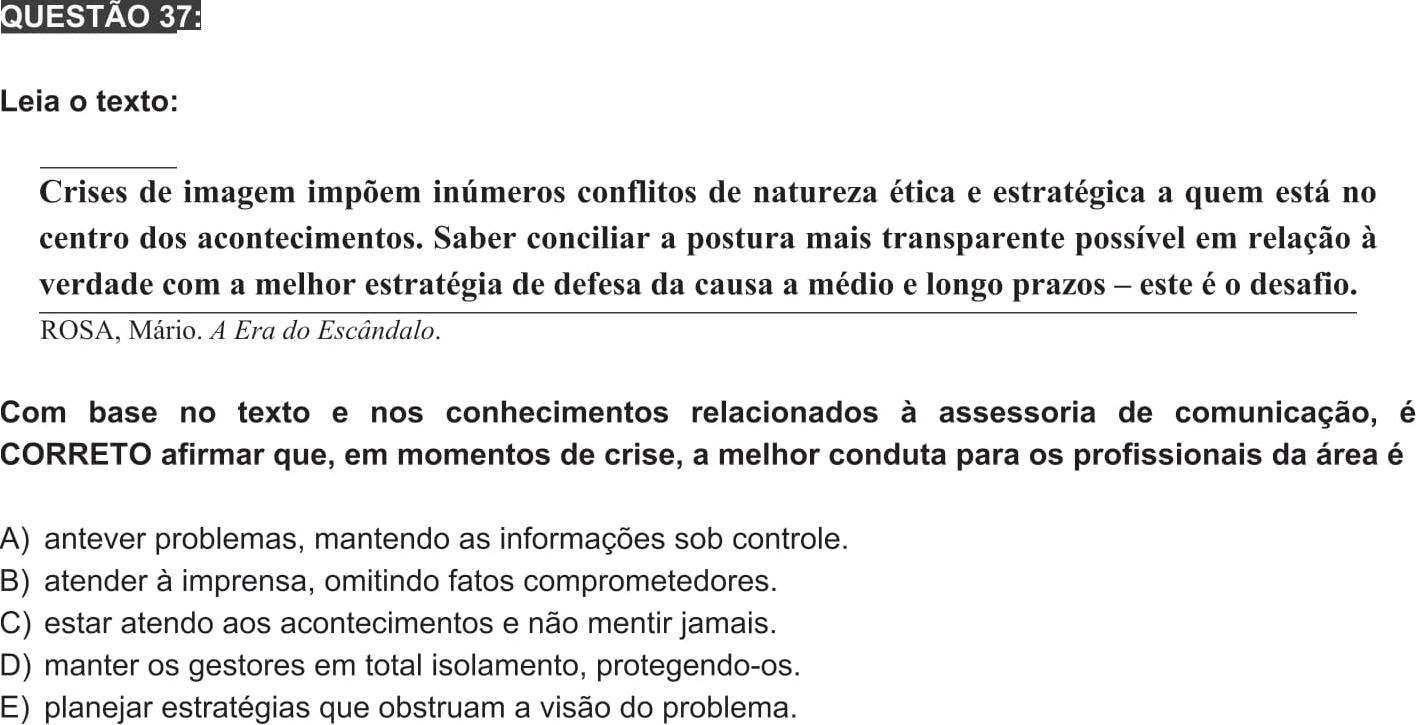 QUESTÃO 37:
Leia o texto:
Crises de imagem impõem inúmeros conflitos de natureza ética e estratégica a quem está no
centro dos acontecimentos. Saber conciliar a postura mais transparente possível em relação à
verdade com a melhor estratégia de defesa da causa a médio e longo prazos – este é o desafio.
ROSA, Mário. A Era do Escândalo.
Com base no texto e nos conhecimentos relacionados à assessoria de comunicação, é
CORRETO afirmar que, em momentos de crise, a melhor conduta para os profissionais da área é
A) antever problemas, mantendo as informações sob controle.
B) atender à imprensa, omitindo fatos comprometedores.
C) estar atendo aos acontecimentos e não mentir jamais.
D) manter os gestores em total isolamento, protegendo-os.
E) planejar estratégias que obstruam a visão do problema.